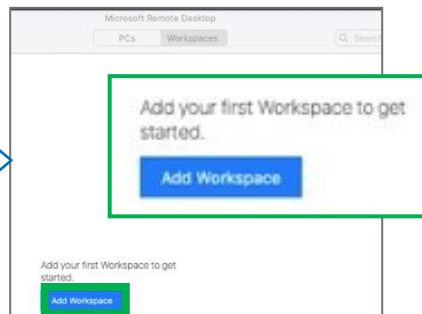 Microsoft Remote Desktop
PCs Workspaces Search
Add your first Workspace to get
started.
Add Workspace
Add your first Workspace to get
started.
Add Workspace